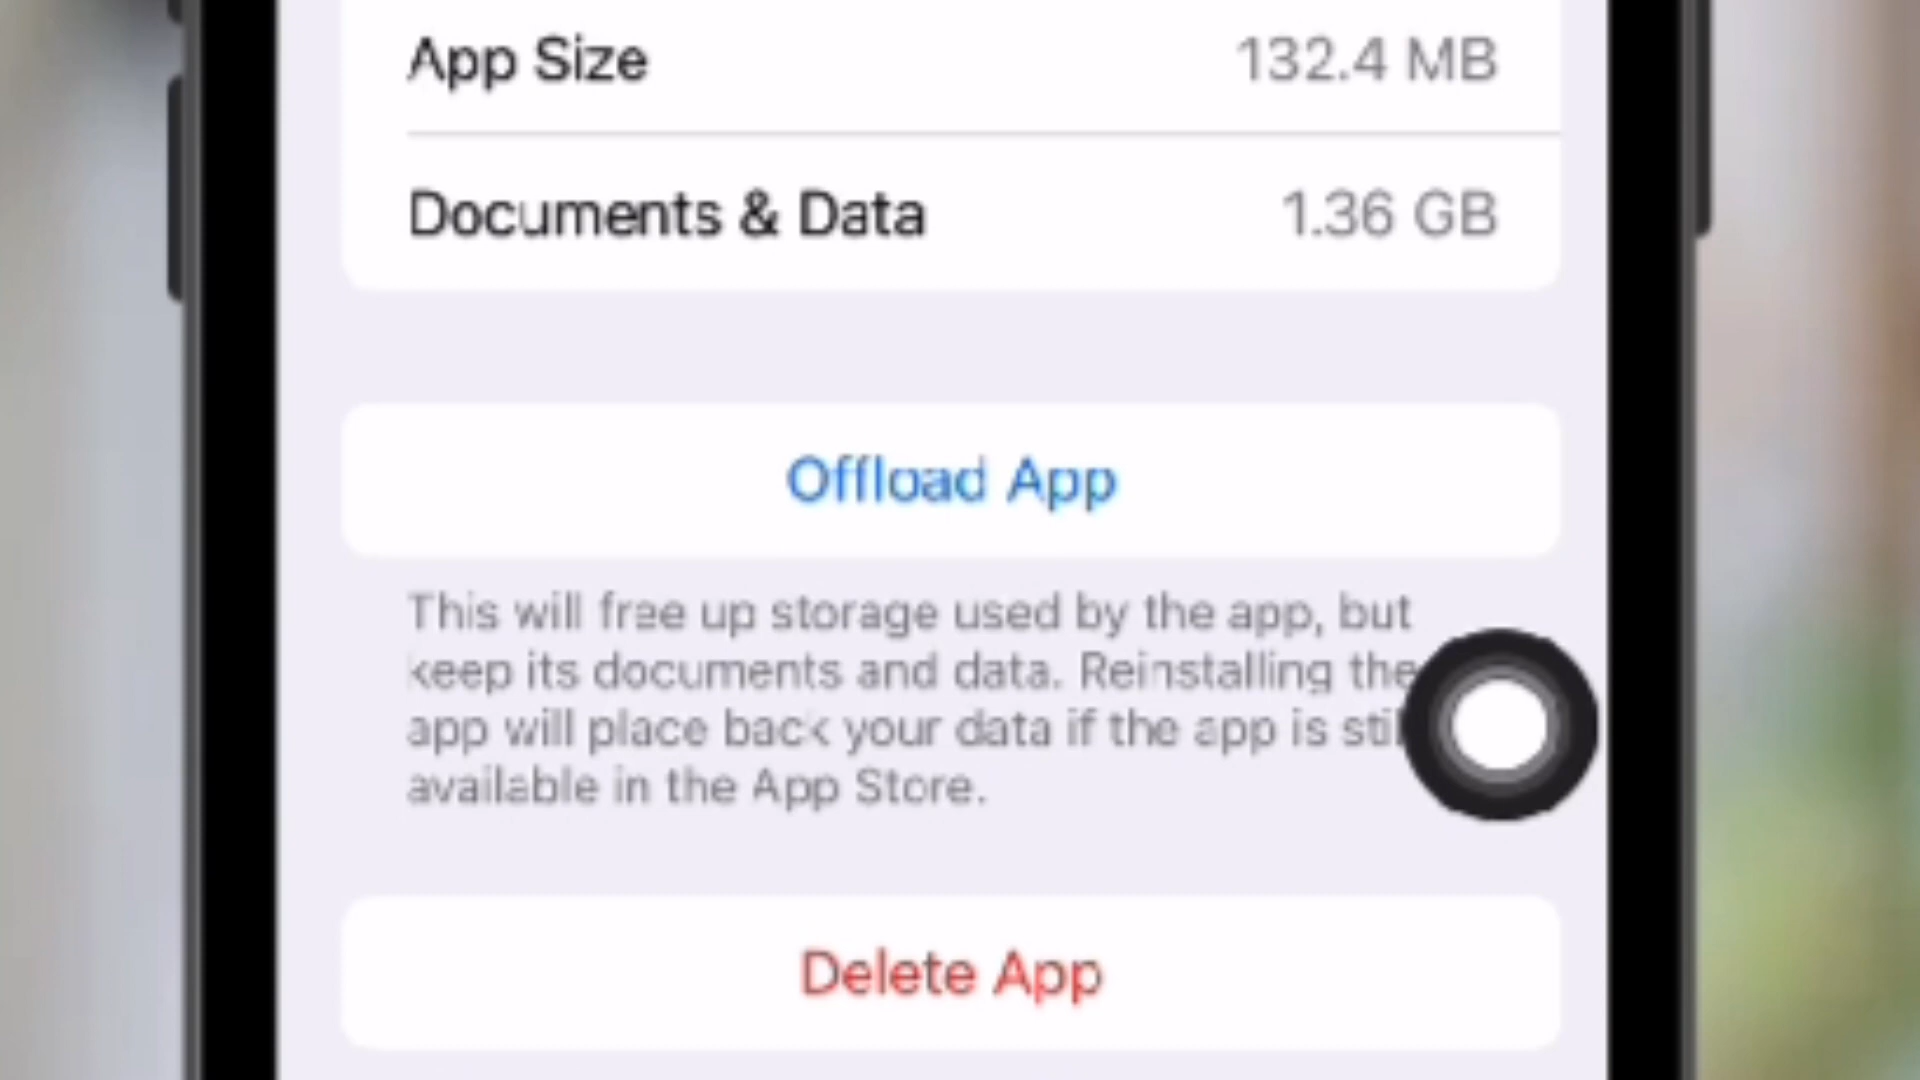 App Size 132.4 MB
Documents & Data 1.36 GB
Offload App
This will free up storage used by the app, but
keep its documents and data. Reinstalling the
app will place back your data if the app is
available in the App Store.
Delete App